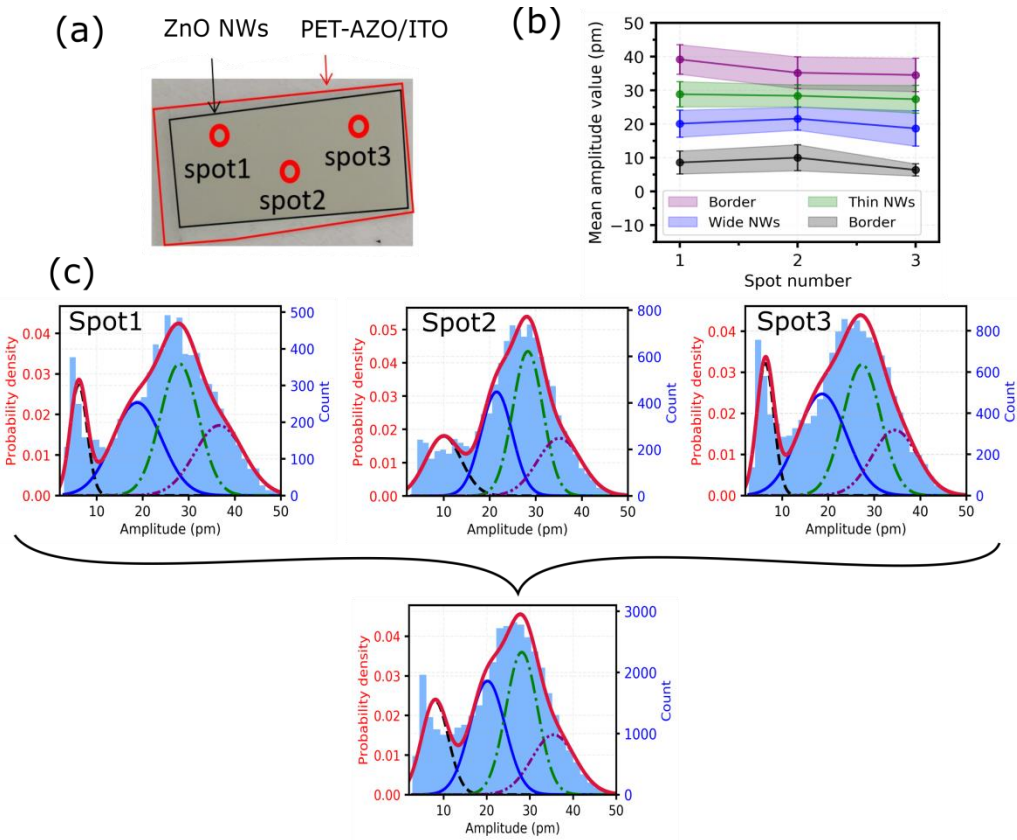 (a)
ZnO NWs
PET-AZO/ITO
spot1
spot2
spot3
(b)
Mean amplitude value (pm)
50
40
30
20
10
0
−10
Border
Thin NWs
Wide NWs
Border
1
2
3
Spot number
(c)
Spot1
Probability density
0.04
0.03
0.02
0.01
0.00
500
400
300
200
100
0
Count
10 20 30 40 50
Amplitude (pm)
Spot2
Probability density
0.05
0.04
0.03
0.02
0.01
0.00
800
600
400
200
0
Count
10 20 30 40 50
Amplitude (pm)
Spot3
Probability density
0.04
0.03
0.02
0.01
0.00
800
600
400
200
0
Count
10 20 30 40 50
Amplitude (pm)
Probability density
0.04
0.03
0.02
0.01
0.00
3000
2000
1000
0
Count
10 20 30 40 50
Amplitude (pm)